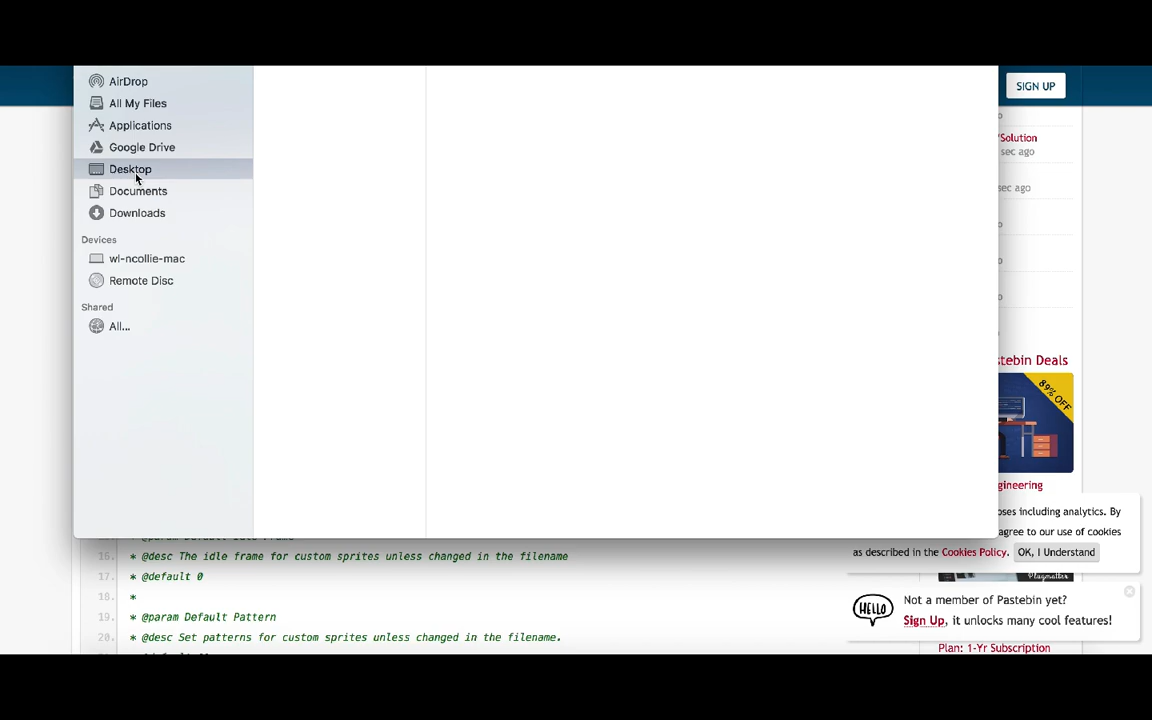 AirDrop
All My Files
Applications
Google Drive
Desktop
Documents
Downloads
Devices
wl-ncollie-mac
Remote Disc
Shared
All...
SIGN UP
o
/Solution
sec ago
sec ago
o
o
o
stebin Deals
89% OFF
gineering
oses including analytics. By
agree to our use of cookies
as described in the Cookies Policy. OK, I Understand
Plugmatter
HELLO
Not a member of Pastebin yet?
Sign Up, it unlocks many cool features!
Plan: 1-Yr Subscription
* @param Default Idle Frame
16. * @desc The idle frame for custom sprites unless changed in the filename
17. * @default 0
18. *
19. * @param Default Pattern
20. * @desc Set patterns for custom sprites unless changed in the filename.